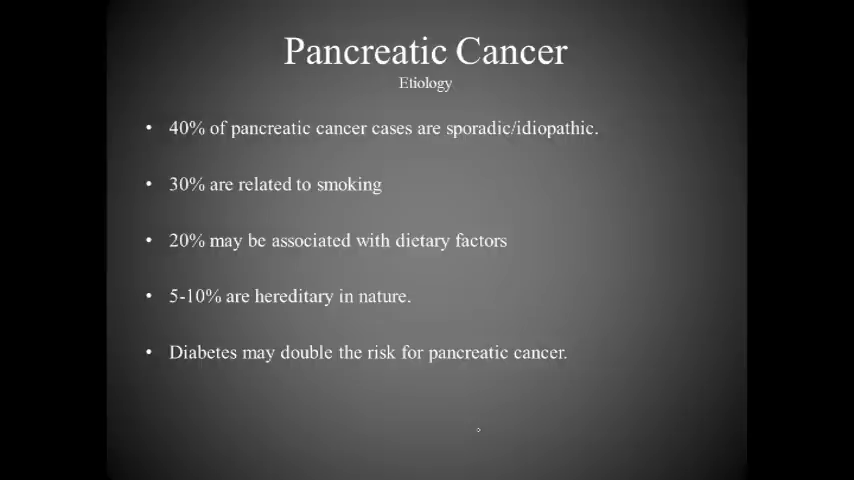 Pancreatic Cancer
Etiology
• 40% of pancreatic cancer cases are sporadic/idiopathic.
• 30% are related to smoking
• 20% may be associated with dietary factors
• 5-10% are hereditary in nature.
• Diabetes may double the risk for pancreatic cancer.